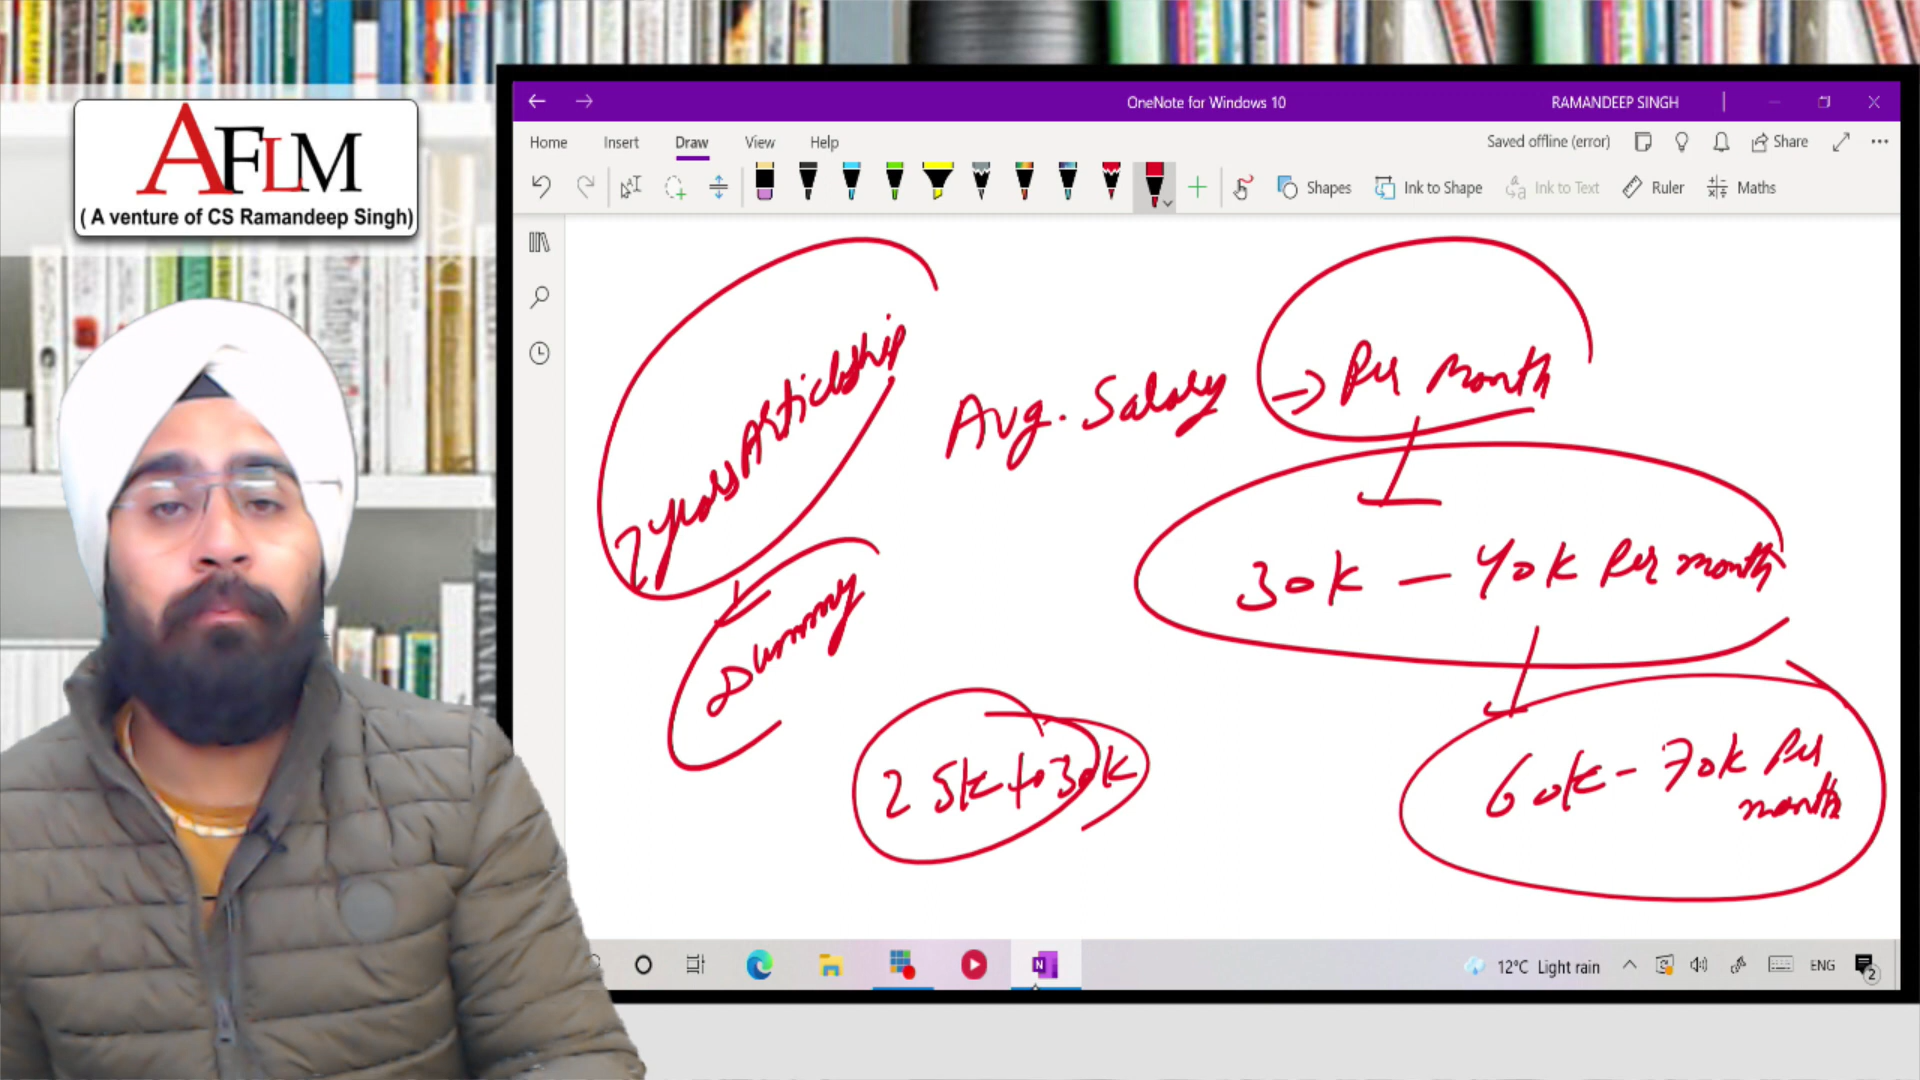 AFLM
( A venture of CS Ramandeep Singh)
OneNote for Windows 10
RAMANDEEP SINGH
Home Insert Draw View Help
Saved offline (error)
Share
Shapes
Ink to Shape
Ink to Text
Ruler
Maths
2 years Articleship
Avg. Salary
→ Per month
30k — 40k Per month
Dummy
25k to 30k
60k - 70k Per
month
12°C Light rain
ENG
2